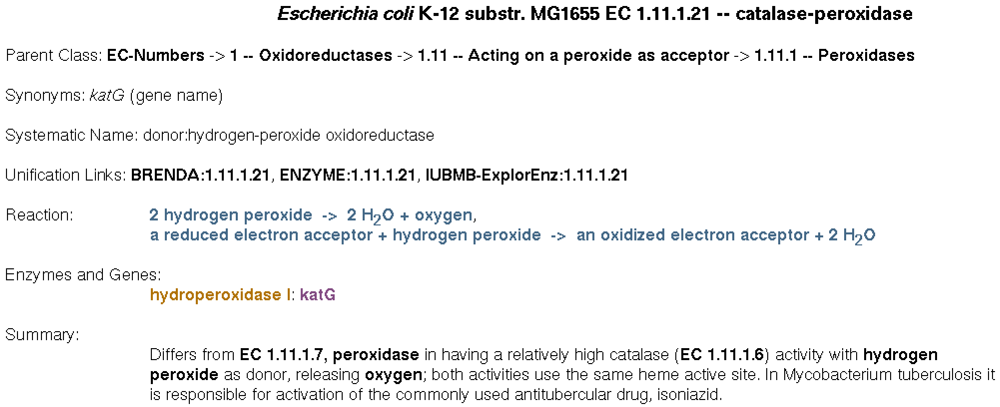 Escherichia coli K-12 substr. MG1655 EC 1.11.1.21 -- catalase-peroxidase
Parent Class: EC-Numbers -> 1 -- Oxidoreductases -> 1.11 -- Acting on a peroxide as acceptor -> 1.11.1 -- Peroxidases
Synonyms: katG (gene name)
Systematic Name: donor:hydrogen-peroxide oxidoreductase
Unification Links: BRENDA:1.11.1.21, ENZYME:1.11.1.21, IUBMB-ExplorEnz:1.11.1.21
Reaction: 2 hydrogen peroxide -> 2 H₂O + oxygen,
a reduced electron acceptor + hydrogen peroxide -> an oxidized electron acceptor + 2 H₂O
Enzymes and Genes:
hydroperoxidase I: katG
Summary:
Differs from EC 1.11.1.7, peroxidase in having a relatively high catalase (EC 1.11.1.6) activity with hydrogen
peroxide as donor, releasing oxygen; both activities use the same heme active site. In Mycobacterium tuberculosis it
is responsible for activation of the commonly used antitubercular drug, isoniazid.